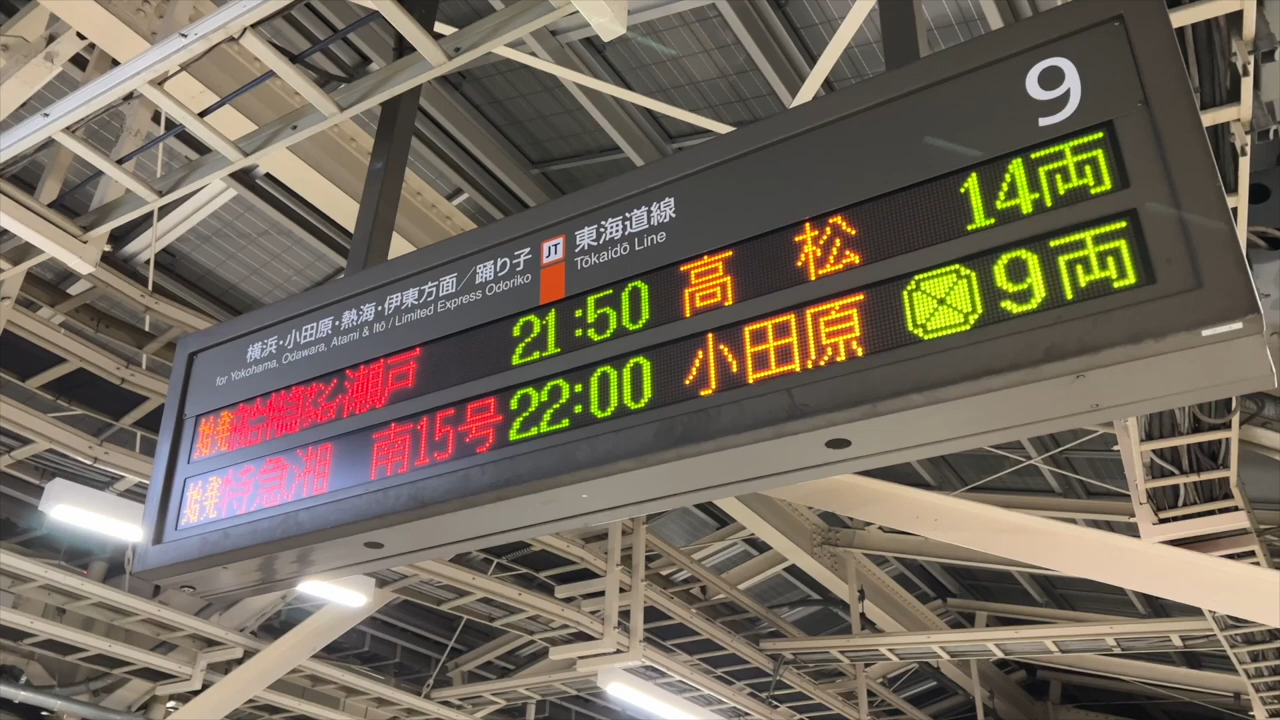 9
横浜・小田原・熱海・伊東方面／踊り子
for Yokohama, Odawara, Atami & Itō / Limited Express Odoriko
JT 東海道線
Tōkaidō Line
始発 瀬戸 21:50 高松 14両
始発 特急湘南15号 22:00 小田原 9両